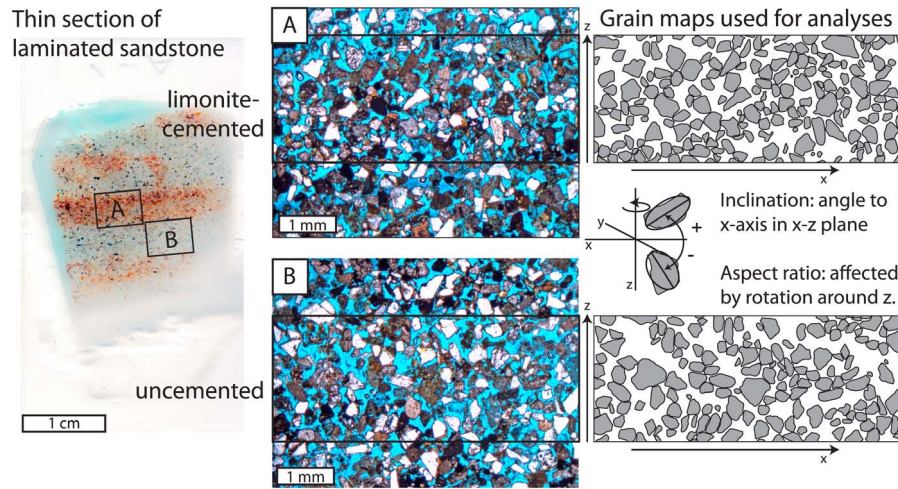 Thin section of
laminated sandstone
limonite-
cemented
A
B
uncemented
1 cm
A
z
1 mm
B
z
1 mm
Grain maps used for analyses
x
y
x
z
+
-
Inclination: angle to
x-axis in x-z plane
Aspect ratio: affected
by rotation around z.
x